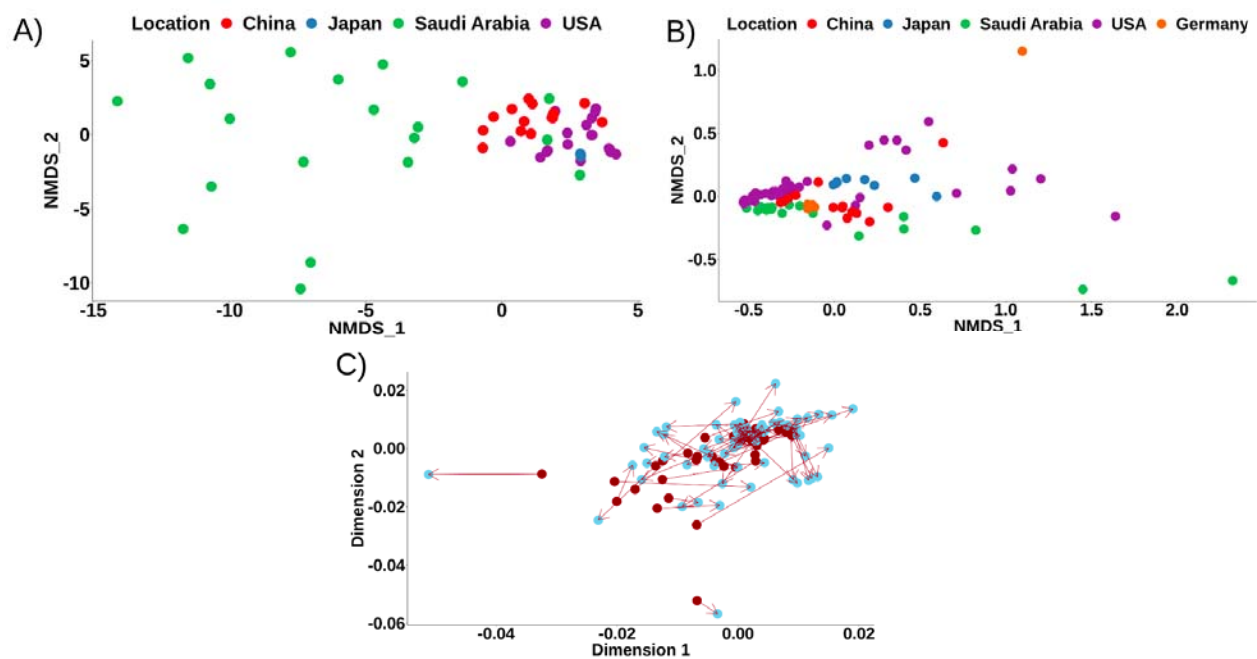 A)
Location China Japan Saudi Arabia USA
5
0
-5
-10
NMDS_2
-15 -10 -5 0 5
NMDS_1
B)
Location China Japan Saudi Arabia USA Germany
1.0
0.5
0.0
-0.5
NMDS_2
-0.5 0.0 0.5 1.0 1.5 2.0
NMDS_1
C)
0.02
0.00
-0.02
-0.04
-0.06
Dimension 2
-0.04 -0.02 0.00 0.02
Dimension 1